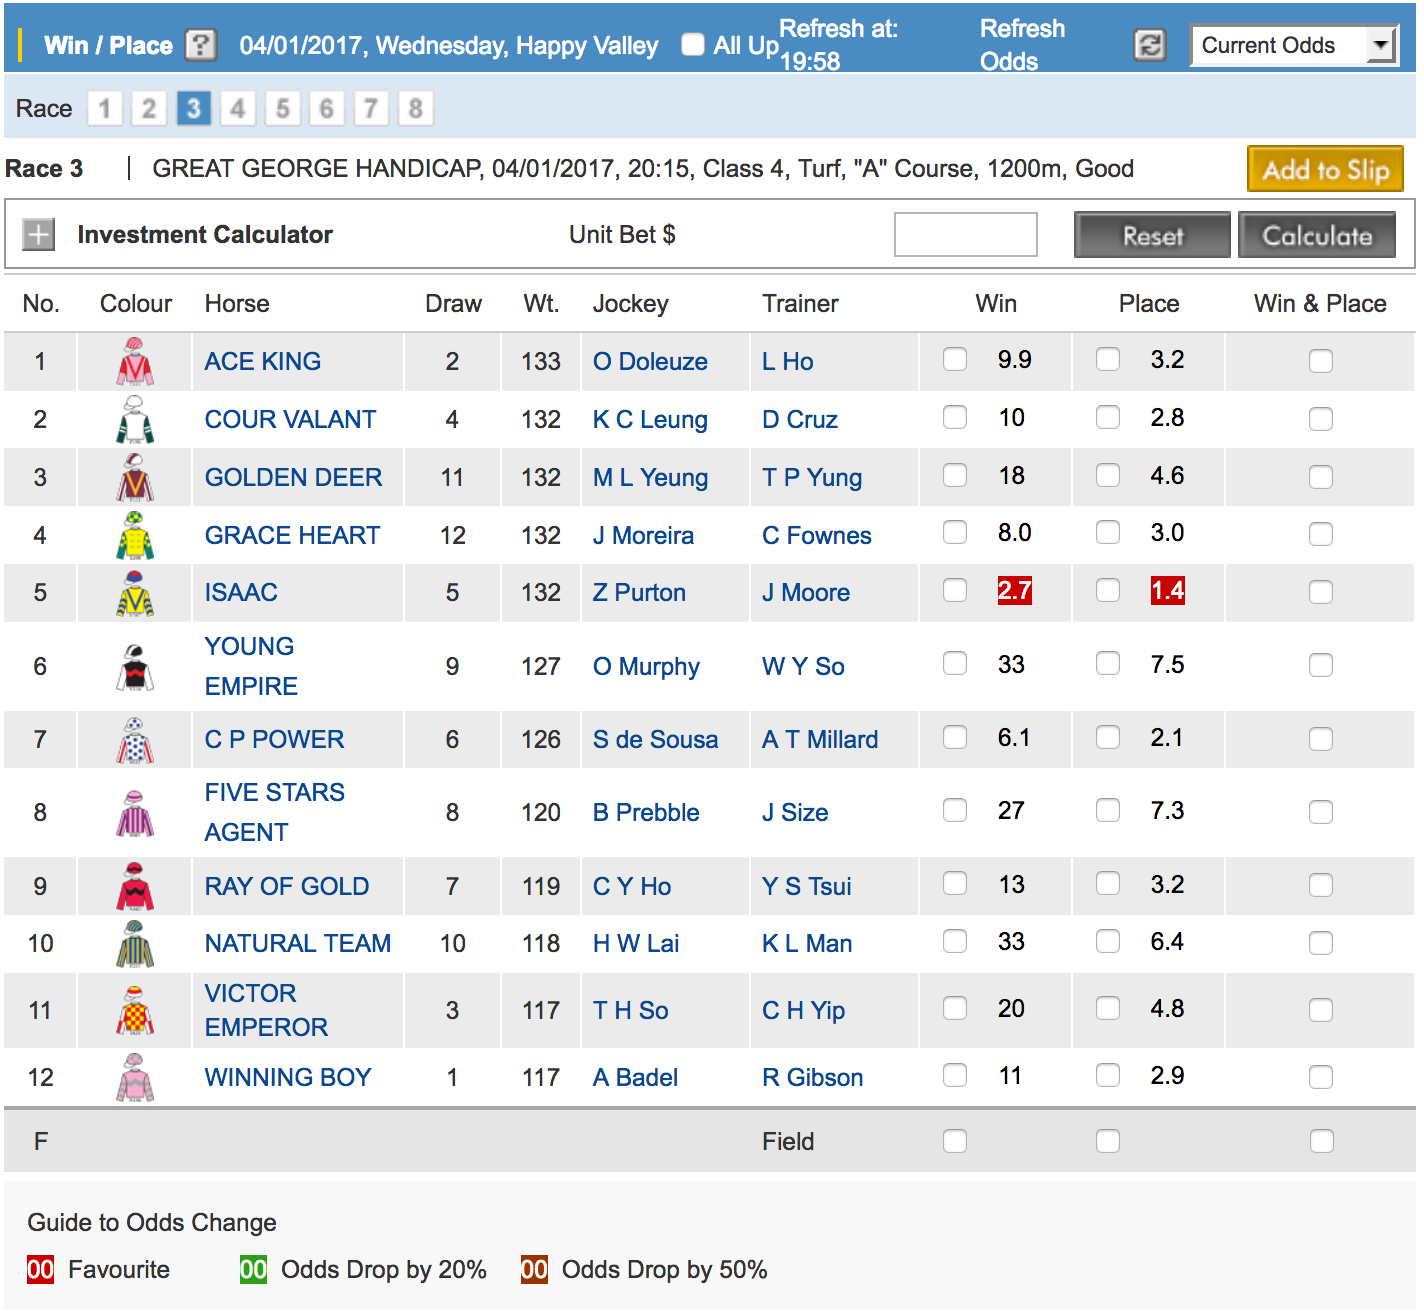 Win / Place ? 04/01/2017, Wednesday, Happy Valley All Up Refresh at: 19:58 Refresh Odds Current Odds
Race 1 2 3 4 5 6 7 8
Race 3 | GREAT GEORGE HANDICAP, 04/01/2017, 20:15, Class 4, Turf, "A" Course, 1200m, Good Add to Slip
Investment Calculator Unit Bet $ Reset Calculate
No. Colour Horse Draw Wt. Jockey Trainer Win Place Win & Place
1 ACE KING 2 133 O Doleuze L Ho 9.9 3.2
2 COUR VALANT 4 132 K C Leung D Cruz 10 2.8
3 GOLDEN DEER 11 132 M L Yeung T P Yung 18 4.6
4 GRACE HEART 12 132 J Moreira C Fownes 8.0 3.0
5 ISAAC 5 132 Z Purton J Moore 2.7 1.4
6 YOUNG EMPIRE 9 127 O Murphy W Y So 33 7.5
7 C P POWER 6 126 S de Sousa A T Millard 6.1 2.1
8 FIVE STARS AGENT 8 120 B Prebble J Size 27 7.3
9 RAY OF GOLD 7 119 C Y Ho Y S Tsui 13 3.2
10 NATURAL TEAM 10 118 H W Lai K L Man 33 6.4
11 VICTOR EMPEROR 3 117 T H So C H Yip 20 4.8
12 WINNING BOY 1 117 A Badel R Gibson 11 2.9
F Field
Guide to Odds Change
00 Favourite 00 Odds Drop by 20% 00 Odds Drop by 50%